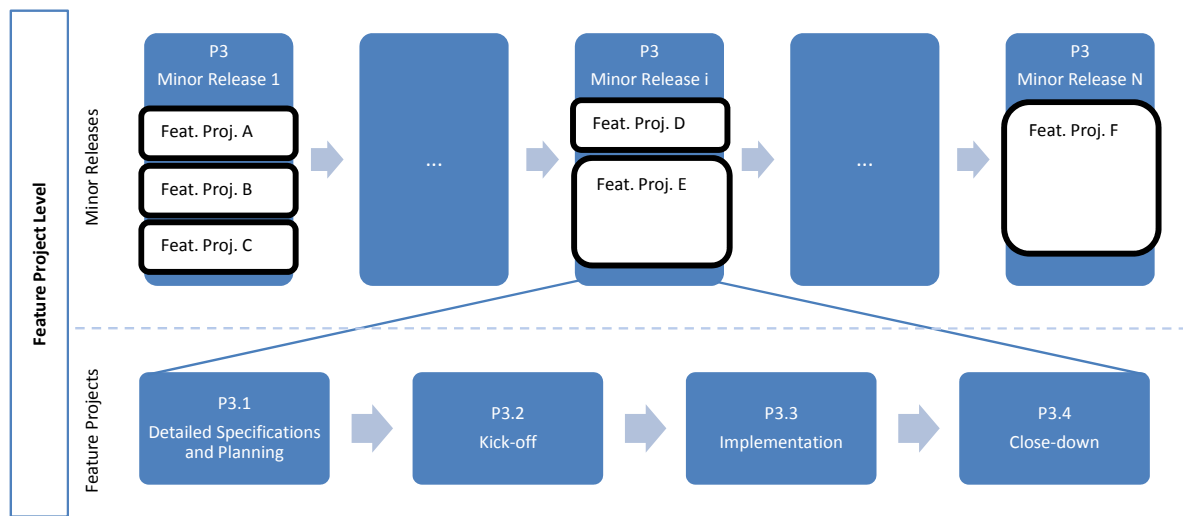 Feature Project Level
Minor Releases
P3
Minor Release 1
Feat. Proj. A
Feat. Proj. B
Feat. Proj. C
...
P3
Minor Release i
Feat. Proj. D
Feat. Proj. E
...
P3
Minor Release N
Feat. Proj. F
Feature Projects
P3.1
Detailed Specifications
and Planning
P3.2
Kick-off
P3.3
Implementation
P3.4
Close-down